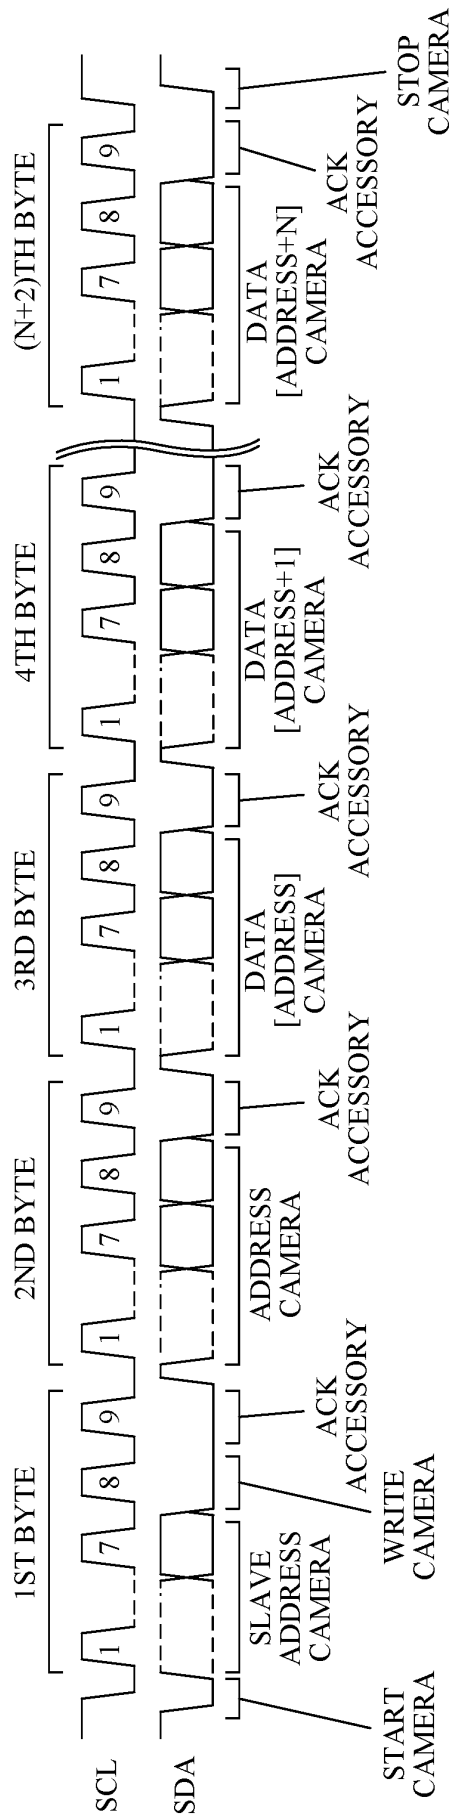 1ST BYTE
2ND BYTE
3RD BYTE
4TH BYTE
(N+2)TH BYTE
SCL
1 7 8 9
1 7 8 9
1 7 8 9
1 7 8 9
1 7 8 9
SDA
START
CAMERA
SLAVE
ADDRESS
CAMERA
WRITE
CAMERA
ACK
ACCESSORY
ADDRESS
CAMERA
ACK
ACCESSORY
DATA
[ADDRESS]
CAMERA
ACK
ACCESSORY
DATA
[ADDRESS+1]
CAMERA
ACK
ACCESSORY
DATA
[ADDRESS+N]
CAMERA
ACK
ACCESSORY
STOP
CAMERA